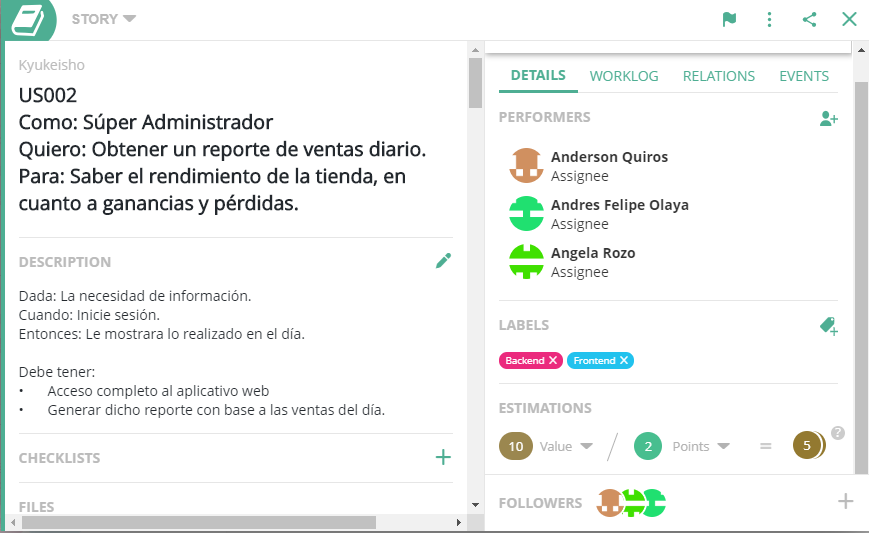 STORY
Kyukeisho
US002
Como: Súper Administrador
Quiero: Obtener un reporte de ventas diario.
Para: Saber el rendimiento de la tienda, en
cuanto a ganancias y pérdidas.
DESCRIPTION
Dada: La necesidad de información.
Cuando: Inicie sesión.
Entonces: Le mostrara lo realizado en el día.
Debe tener:
• Acceso completo al aplicativo web
• Generar dicho reporte con base a las ventas del día.
CHECKLISTS
FILES
DETAILS WORKLOG RELATIONS EVENTS
PERFORMERS
Anderson Quiros
Assignee
Andres Felipe Olaya
Assignee
Angela Rozo
Assignee
LABELS
Backend X Frontend X
ESTIMATIONS
10 Value / 2 Points = 5 ?
FOLLOWERS